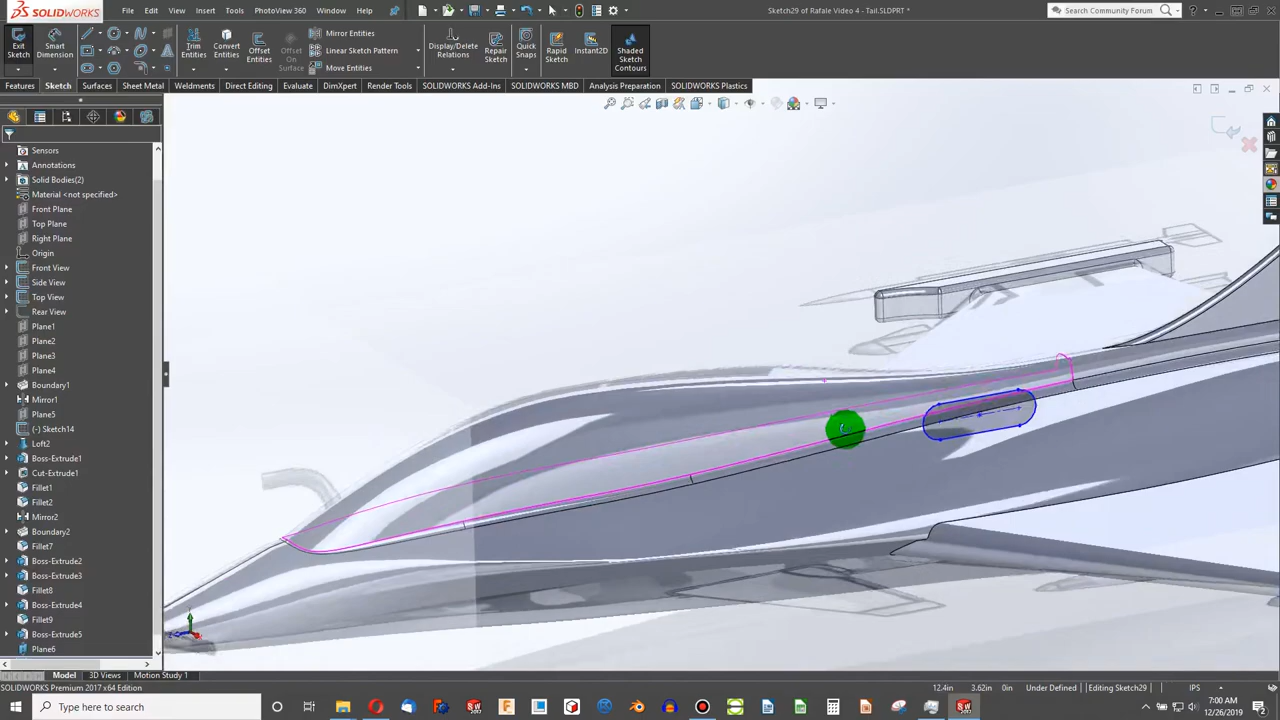 SOLIDWORKS
File Edit View Insert Tools PhotoView 360 Window Help
Sketch29 of Rafale Video 4 - Tail.SLDPRT *
Search Community Forum
Exit Sketch
Smart Dimension
Trim Entities
Convert Entities
Offset Entities
Offset On Surface
Mirror Entities
Linear Sketch Pattern
Move Entities
Display/Delete Relations
Repair Sketch
Quick Snaps
Rapid Sketch
Instant2D
Shaded Sketch Contours
Features Sketch Surfaces Sheet Metal Weldments Direct Editing Evaluate DimXpert Render Tools SOLIDWORKS Add-Ins SOLIDWORKS MBD Analysis Preparation SOLIDWORKS Plastics
Sensors
Annotations
Solid Bodies(2)
Material <not specified>
Front Plane
Top Plane
Right Plane
Origin
Front View
Side View
Top View
Rear View
Plane1
Plane2
Plane3
Plane4
Boundary1
Mirror1
Plane5
(-) Sketch14
Loft2
Boss-Extrude1
Cut-Extrude1
Fillet1
Fillet2
Mirror2
Boundary2
Fillet7
Boss-Extrude2
Boss-Extrude3
Fillet8
Boss-Extrude4
Fillet9
Boss-Extrude5
Plane6
Model 3D Views Motion Study 1
SOLIDWORKS Premium 2017 x64 Edition
12.4in 3.62in 0in Under Defined Editing Sketch29 IPS
Type here to search
7:00 AM
12/26/2019